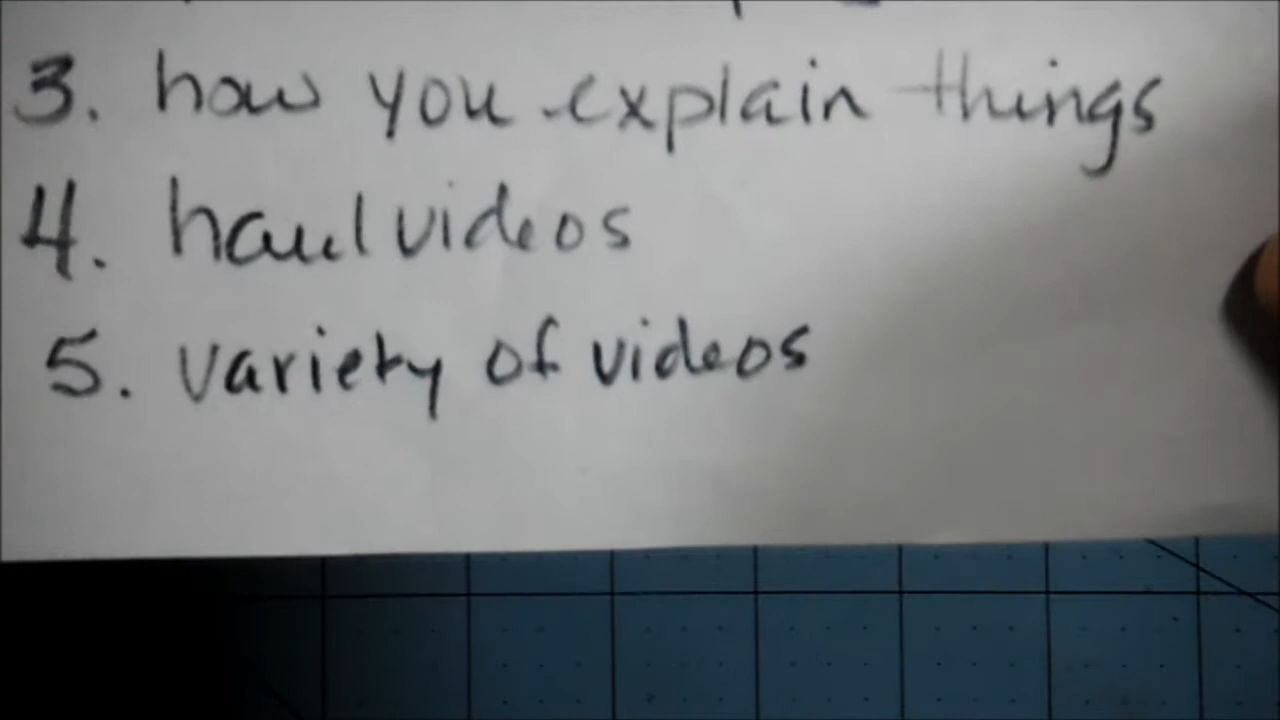 3. how you explain things
4. haul videos
5. variety of videos